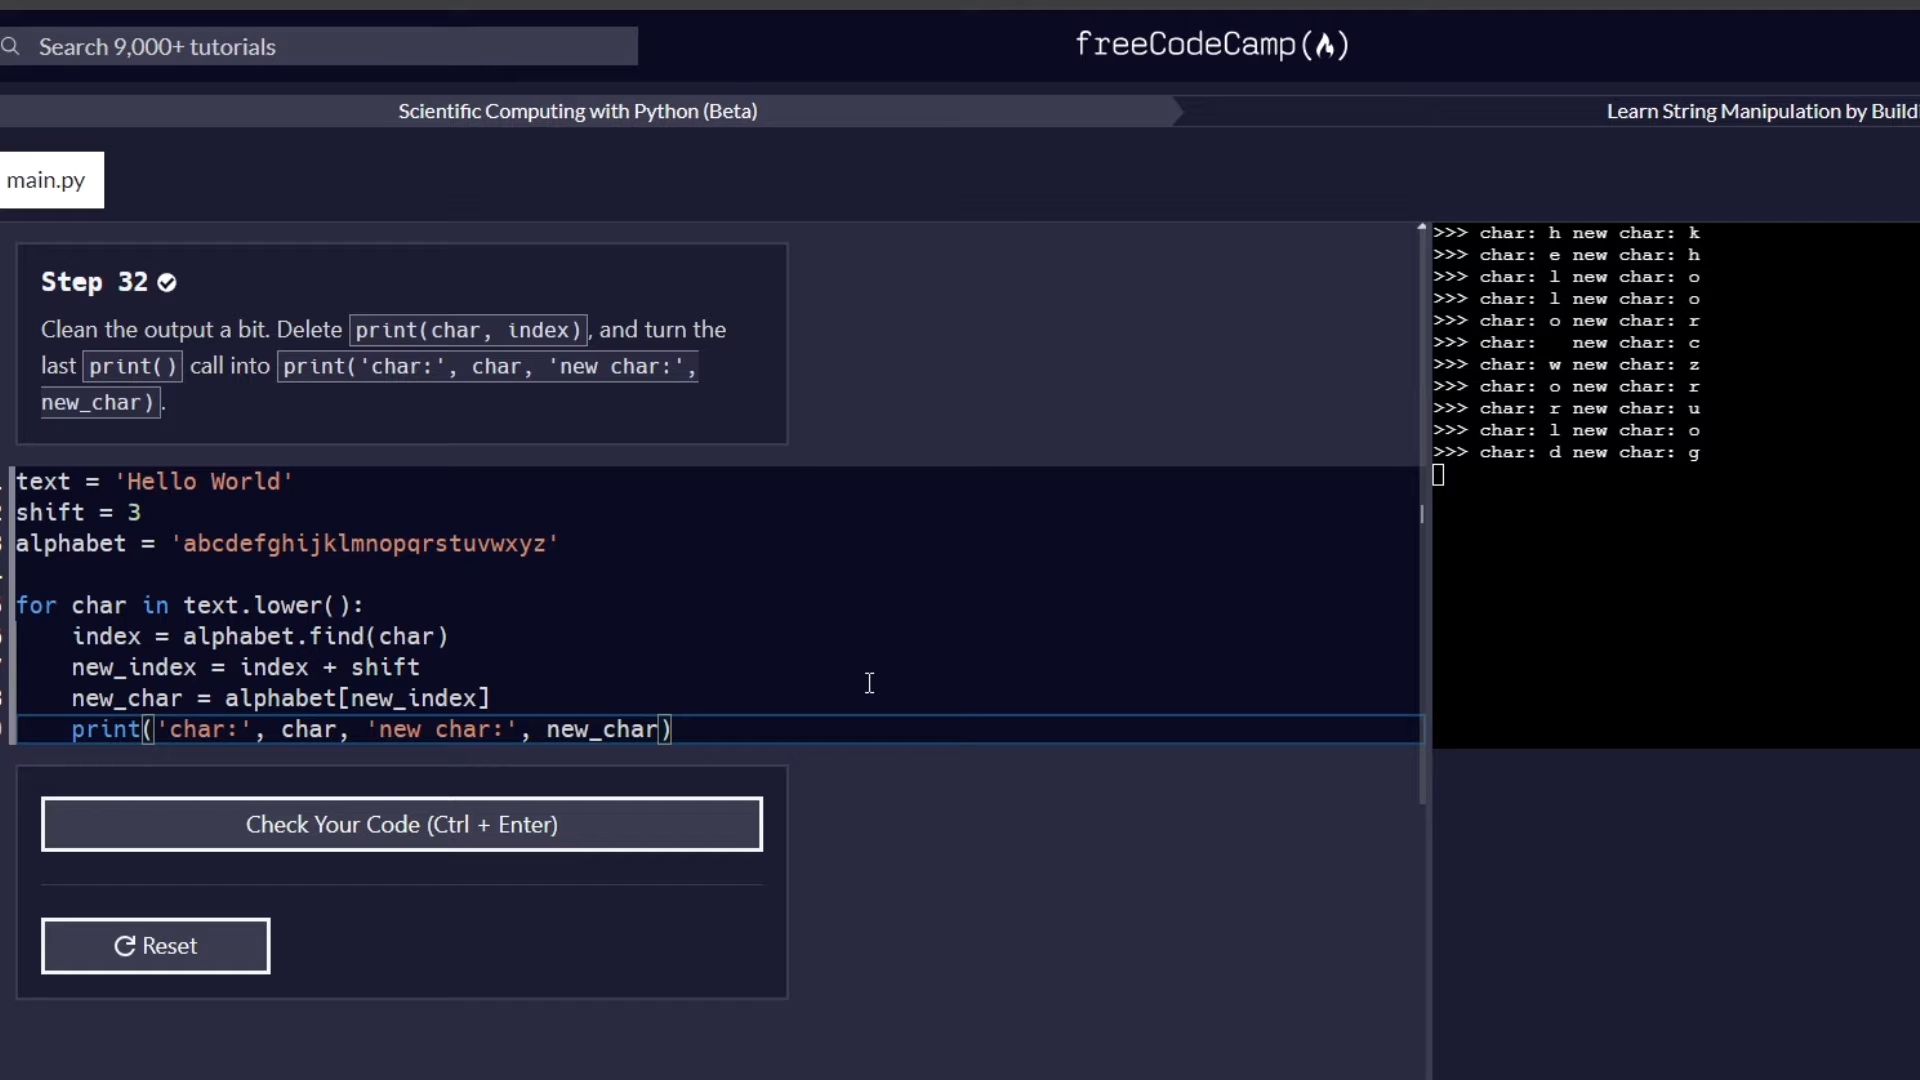 Search 9,000+ tutorials
freeCodeCamp(🔥)
Scientific Computing with Python (Beta)
Learn String Manipulation by Buildi
main.py
Step 32
Clean the output a bit. Delete print(char, index), and turn the
last print() call into print('char:', char, 'new char:',
new_char).
text = 'Hello World'
shift = 3
alphabet = 'abcdefghijklmnopqrstuvwxyz'
for char in text.lower():
    index = alphabet.find(char)
    new_index = index + shift
    new_char = alphabet[new_index]
    print('char:', char, 'new char:', new_char)
Check Your Code (Ctrl + Enter)
Reset
>>> char: h new char: k
>>> char: e new char: h
>>> char: l new char: o
>>> char: l new char: o
>>> char: o new char: r
>>> char:   new char: c
>>> char: w new char: z
>>> char: o new char: r
>>> char: r new char: u
>>> char: l new char: o
>>> char: d new char: g